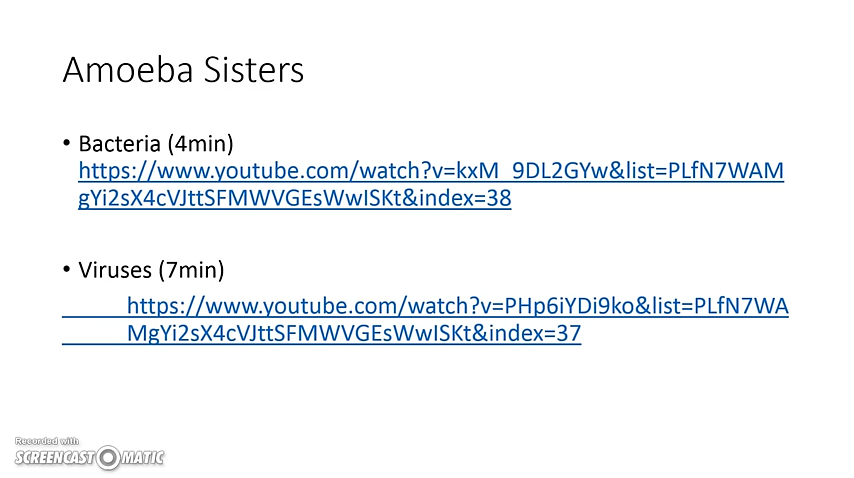 Amoeba Sisters
• Bacteria (4min)
https://www.youtube.com/watch?v=kxM_9DL2GYw&list=PLfN7WAM
gYi2sX4cVJttSFMWVGEsWwISKt&index=38
• Viruses (7min)
https://www.youtube.com/watch?v=PHp6iYDi9ko&list=PLfN7WA
MgYi2sX4cVJttSFMWVGEsWwISKt&index=37
Recorded with
SCREENCAST-O-MATIC